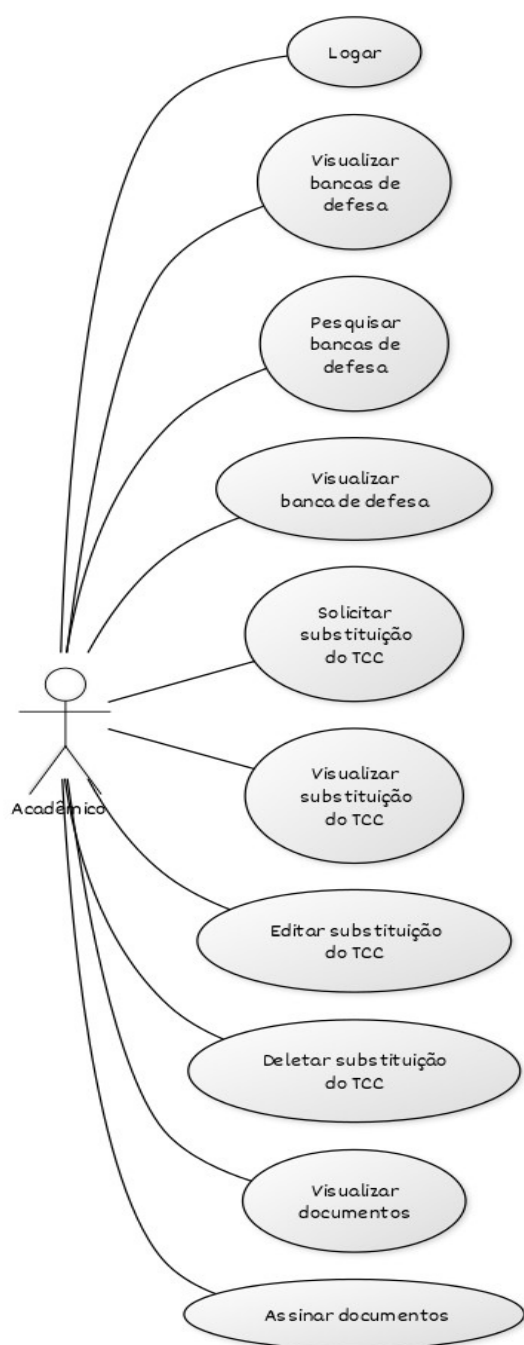 Logar
Visualizar
bancas de
defesa
Pesquisar
bancas de
defesa
Visualizar
banca de defesa
Solicitar
substituição
do TCC
Visualizar
substituição
do TCC
Acadêmico
Editar substituição
do TCC
Deletar substituição
do TCC
Visualizar
documentos
Assinar documentos